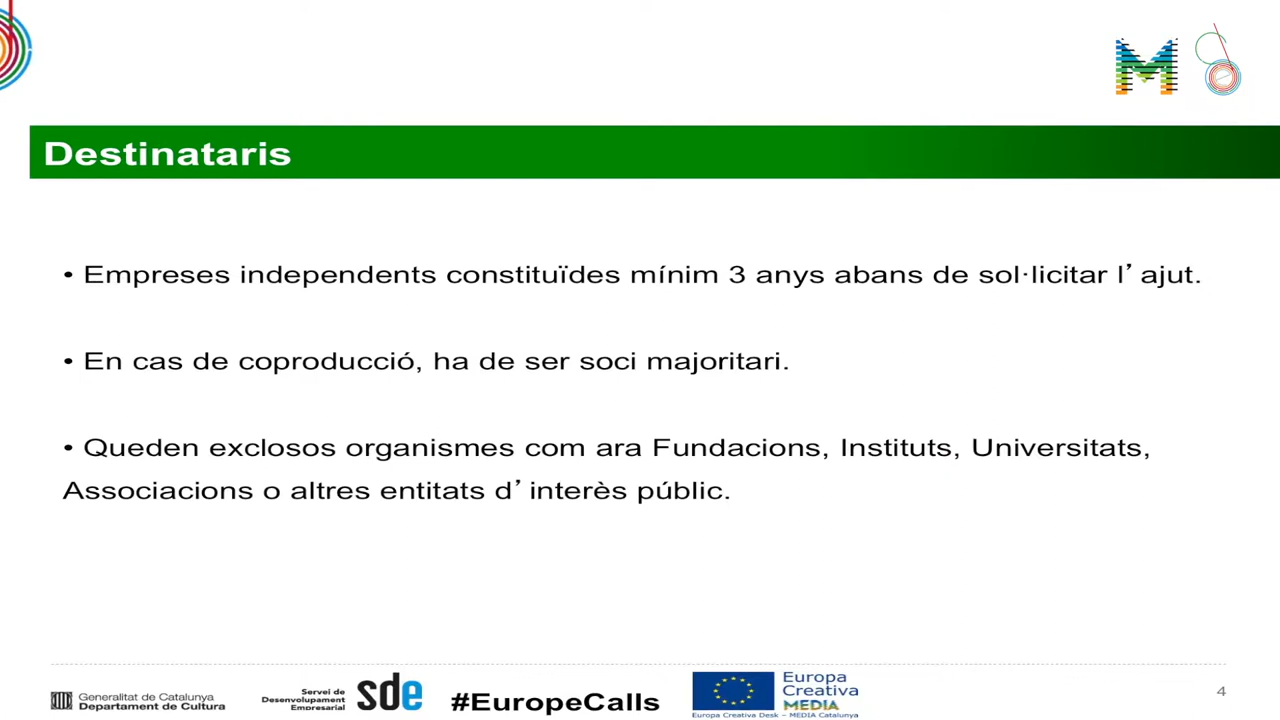 Destinataris
• Empreses independents constituïdes mínim 3 anys abans de sol·licitar l’ajut.
• En cas de coproducció, ha de ser soci majoritari.
• Queden exclosos organismes com ara Fundacions, Instituts, Universitats,
Associacions o altres entitats d’interès públic.
Generalitat de Catalunya
Departament de Cultura
Servei de
Desenvolupament
Empresarial
sde
#EuropeCalls
Europa
Creativa
MEDIA
Europa Creative Desk – MEDIA Catalunya
4